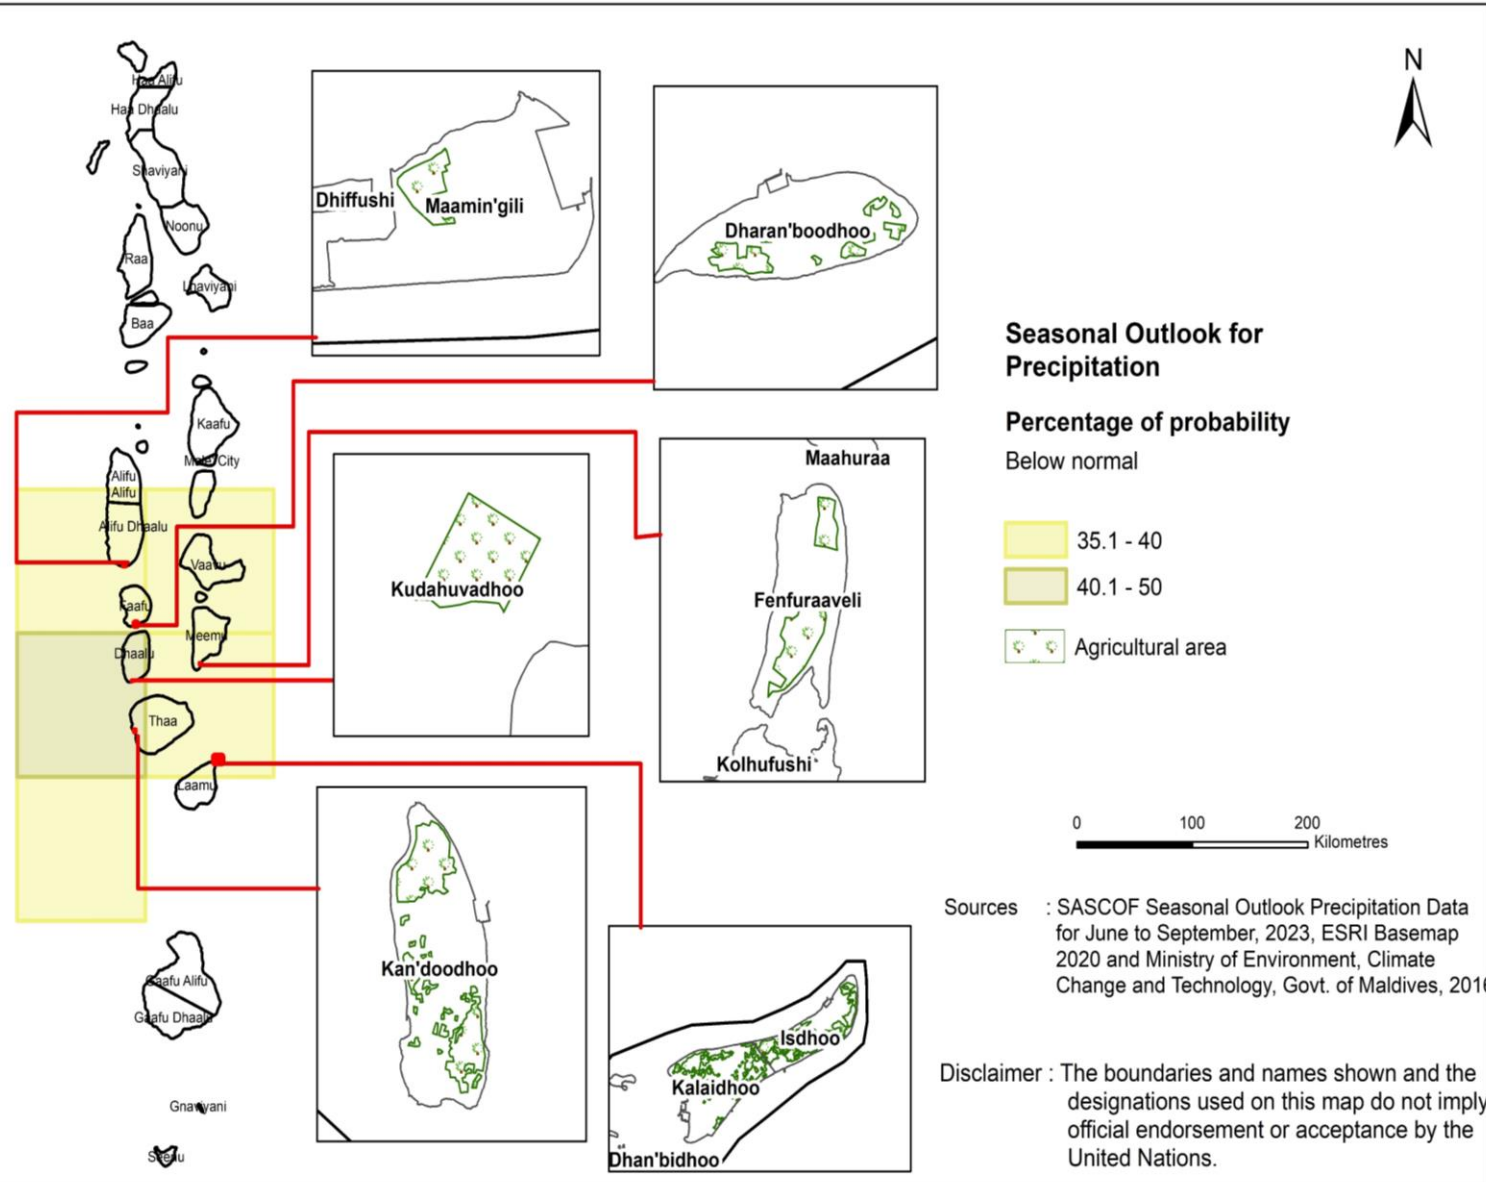 N
Haa Alifu
Haa Dhaalu
Shaviyani
Noonu
Raa
Lhaviyani
Baa
Kaafu
Male' City
Alifu
Alifu
Alifu Dhaalu
Vaavu
Faafu
Meemu
Dhaalu
Thaa
Laamu
Gaafu Alifu
Gaafu Dhaalu
Gnaviyani
Seenu
Dhiffushi
Maamin'gili
Dharan'boodhoo
Kudahuvadhoo
Maahuraa
Fenfuraaveli
Kolhufushi
Kan'doodhoo
Isdhoo
Kalaidhoo
Dhan'bidhoo
Seasonal Outlook for
Precipitation
Percentage of probability
Below normal
35.1 - 40
40.1 - 50
Agricultural area
0 100 200
Kilometres
Sources : SASCOF Seasonal Outlook Precipitation Data
for June to September, 2023, ESRI Basemap
2020 and Ministry of Environment, Climate
Change and Technology, Govt. of Maldives, 2016
Disclaimer : The boundaries and names shown and the
designations used on this map do not imply
official endorsement or acceptance by the
United Nations.